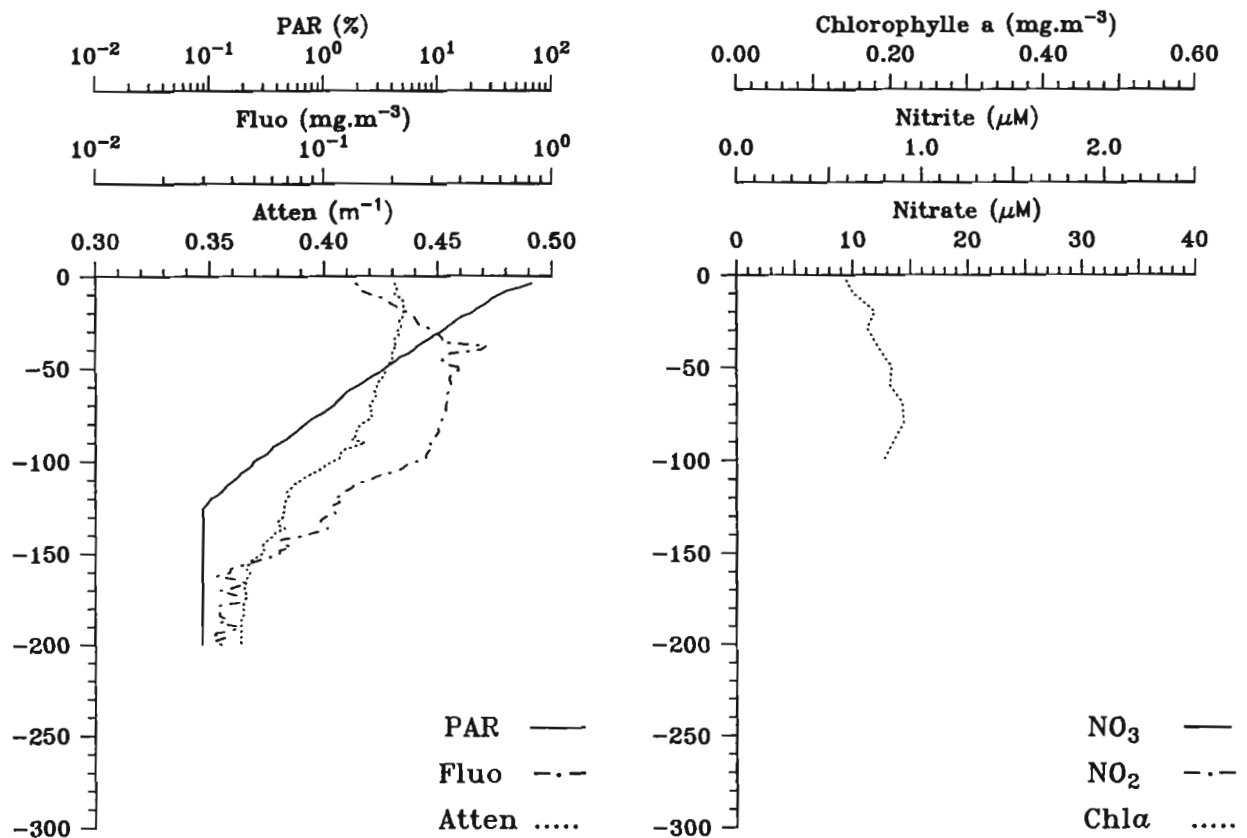 PAR (%)
10⁻² 10⁻¹ 10⁰ 10¹ 10²
Fluo (mg.m⁻³)
10⁻² 10⁻¹ 10⁰
Atten (m⁻¹)
0.30 0.35 0.40 0.45 0.50
0
-50
-100
-150
-200
-250
-300
PAR
Fluo
Atten
Chlorophylle a (mg.m⁻³)
0.00 0.20 0.40 0.60
Nitrite (μM)
0.0 1.0 2.0
Nitrate (μM)
0 10 20 30 40
0
-50
-100
-150
-200
-250
-300
NO₃
NO₂
Chla